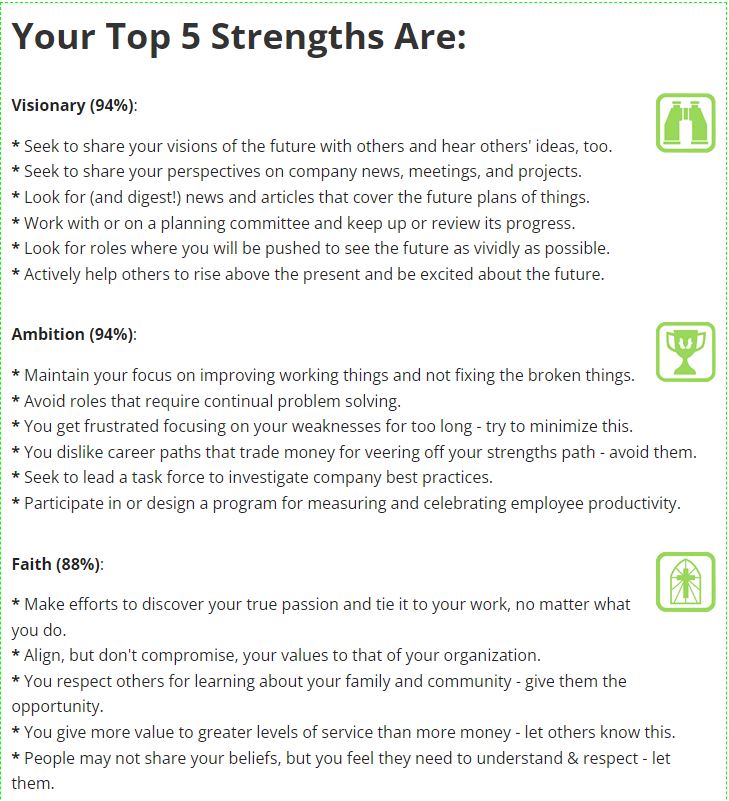 Your Top 5 Strengths Are:
Visionary (94%):
* Seek to share your visions of the future with others and hear others' ideas, too.
* Seek to share your perspectives on company news, meetings, and projects.
* Look for (and digest!) news and articles that cover the future plans of things.
* Work with or on a planning committee and keep up or review its progress.
* Look for roles where you will be pushed to see the future as vividly as possible.
* Actively help others to rise above the present and be excited about the future.
Ambition (94%):
* Maintain your focus on improving working things and not fixing the broken things.
* Avoid roles that require continual problem solving.
* You get frustrated focusing on your weaknesses for too long - try to minimize this.
* You dislike career paths that trade money for veering off your strengths path - avoid them.
* Seek to lead a task force to investigate company best practices.
* Participate in or design a program for measuring and celebrating employee productivity.
Faith (88%):
* Make efforts to discover your true passion and tie it to your work, no matter what
you do.
* Align, but don't compromise, your values to that of your organization.
* You respect others for learning about your family and community - give them the
opportunity.
* You give more value to greater levels of service than more money - let others know this.
* People may not share your beliefs, but you feel they need to understand & respect - let
them.